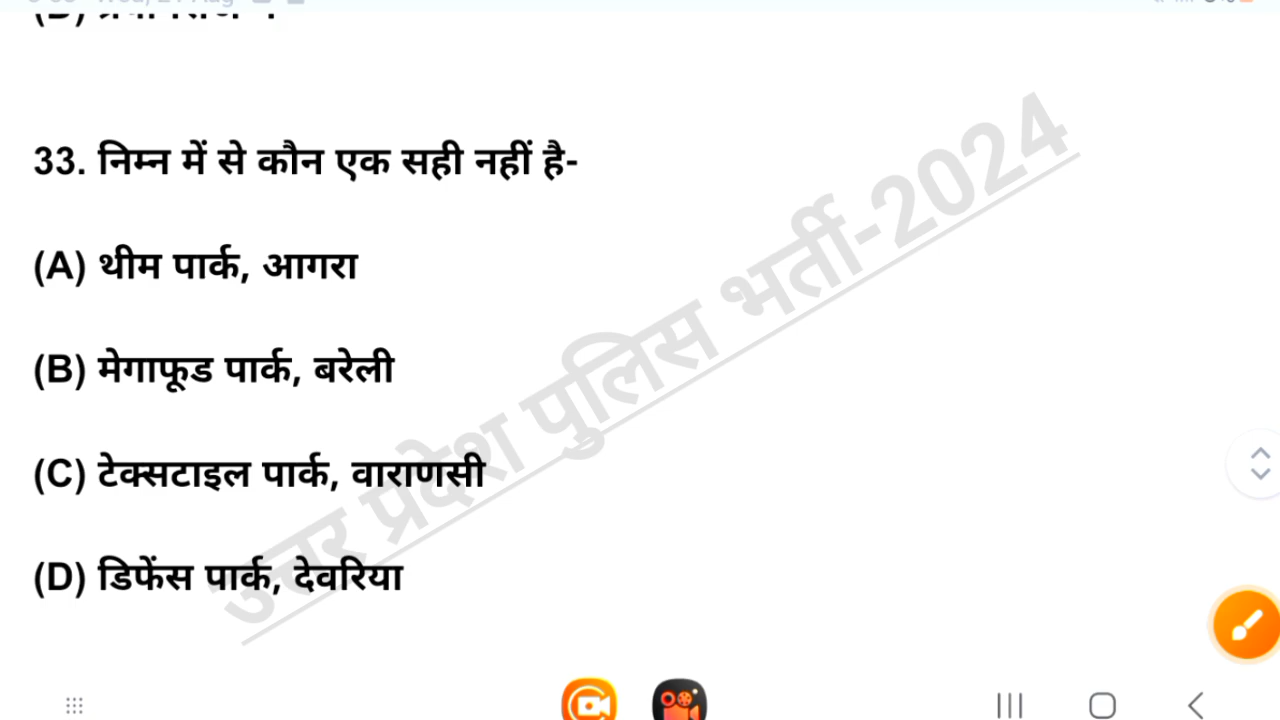 33. निम्न में से कौन एक सही नहीं है-
(A) थीम पार्क, आगरा
(B) मेगाफूड पार्क, बरेली
(C) टेक्सटाइल पार्क, वाराणसी
(D) डिफेंस पार्क, देवरिया
उत्तर प्रदेश पुलिस भर्ती-2024